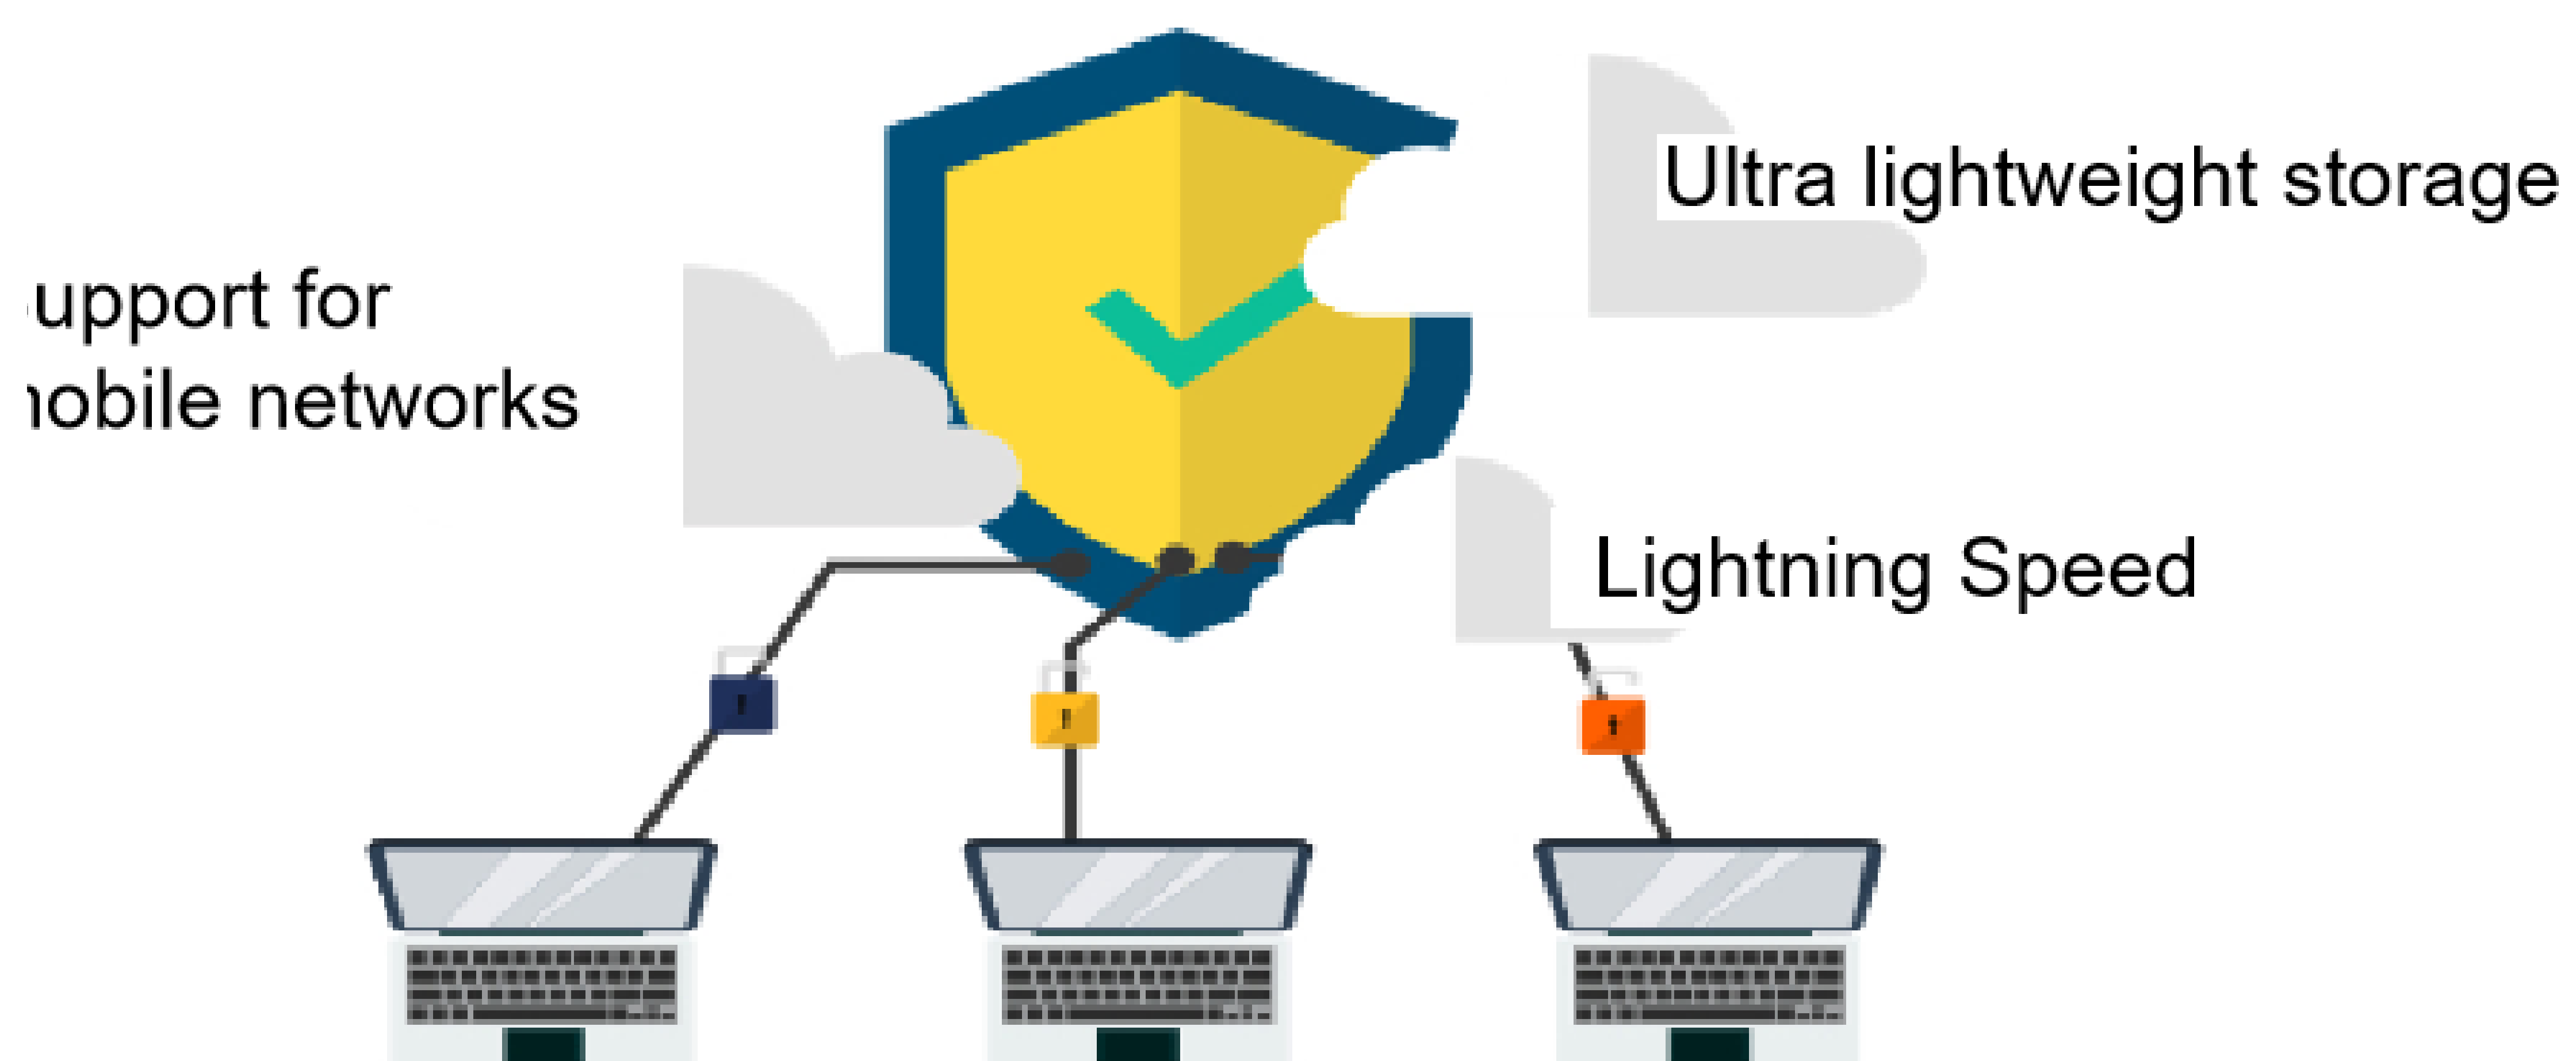 Ultra lightweight storage
upport for
obile networks
Lightning Speed